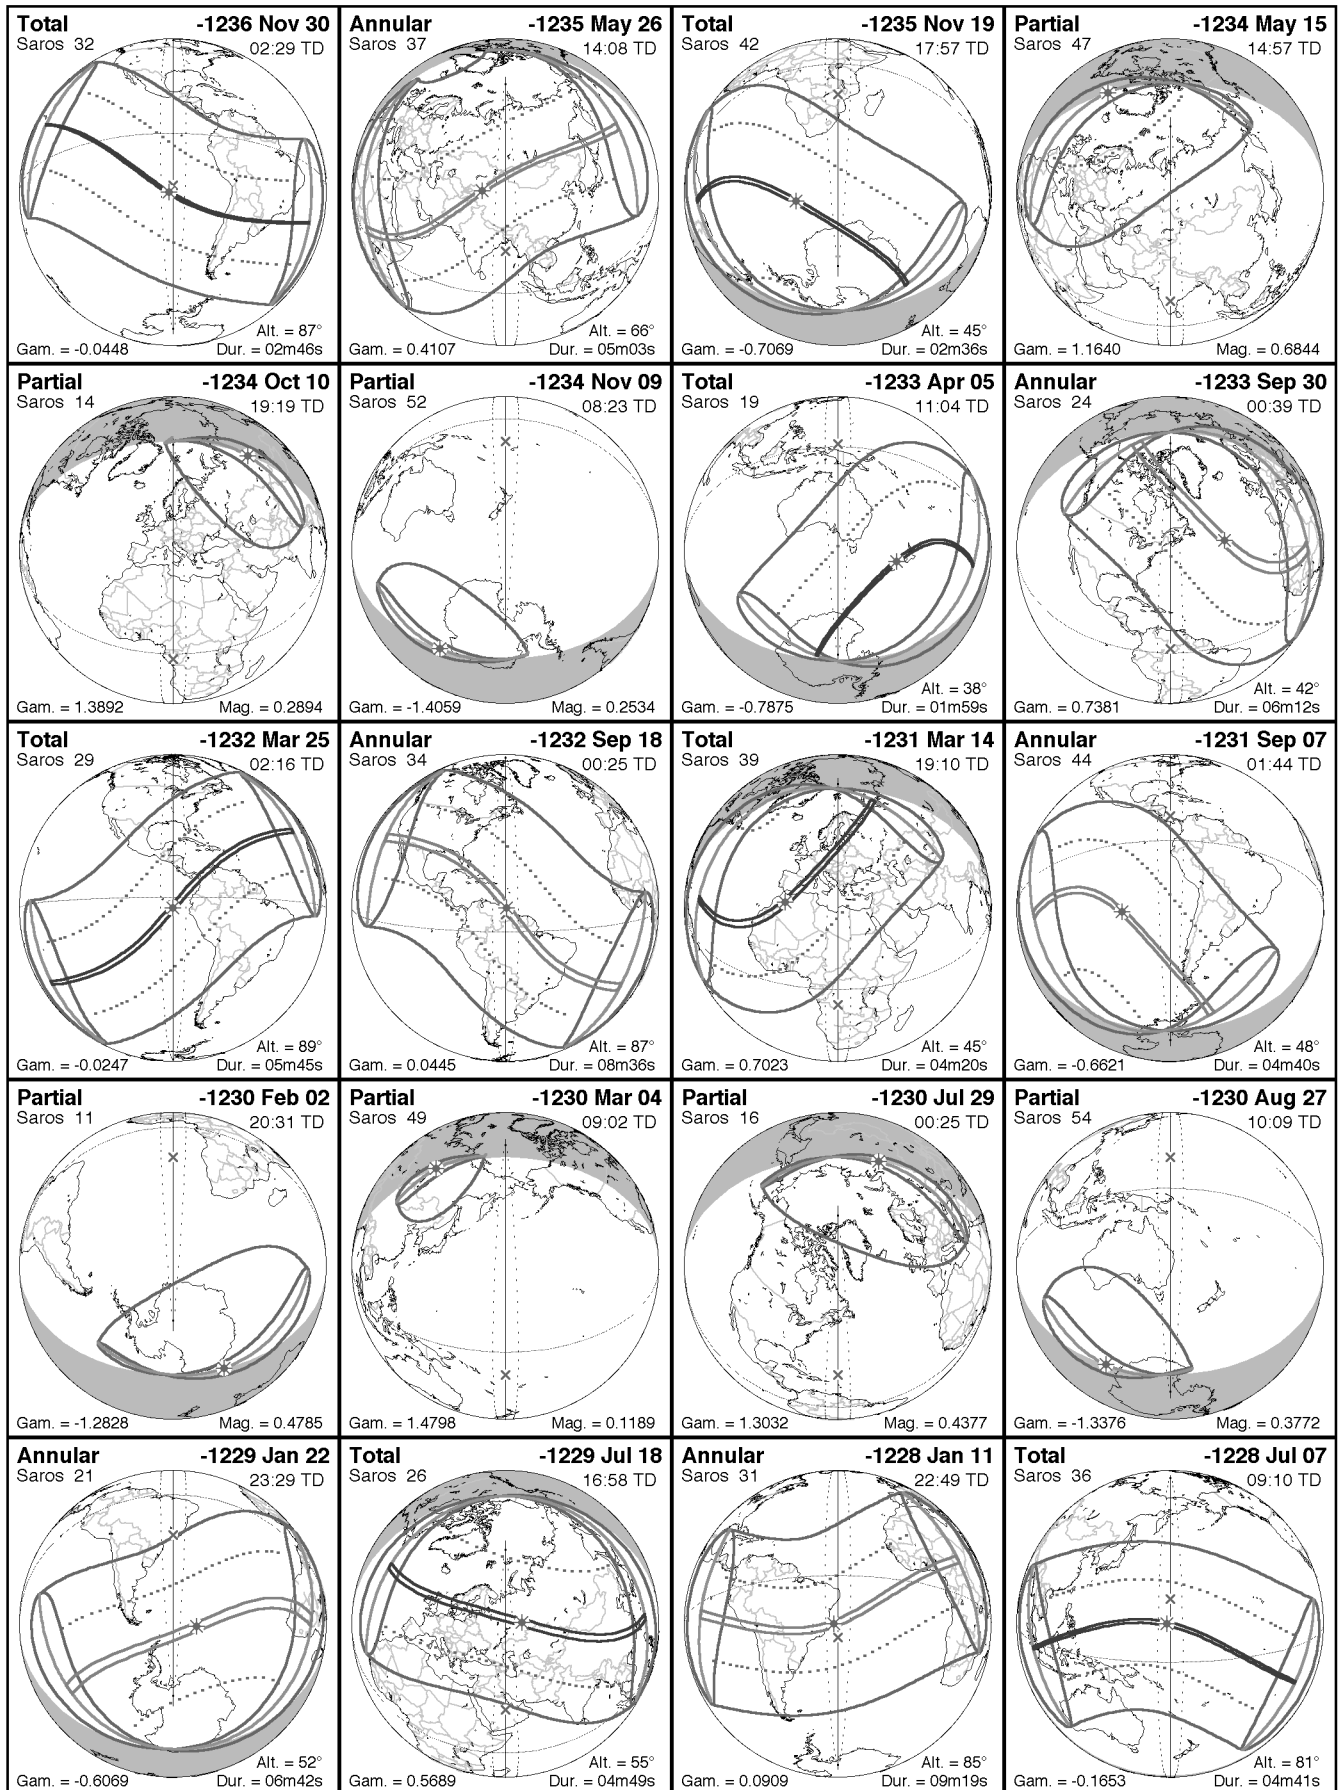 Total -1236 Nov 30
Saros 32 02:29 TD
Alt. = 87°
Gam. = -0.0448 Dur. = 02m46s
Annular -1235 May 26
Saros 37 14:08 TD
Alt. = 66°
Gam. = 0.4107 Dur. = 05m03s
Total -1235 Nov 19
Saros 42 17:57 TD
Alt. = 45°
Gam. = -0.7069 Dur. = 02m36s
Partial -1234 May 15
Saros 47 14:57 TD
Gam. = 1.1640 Mag. = 0.6844
Partial -1234 Oct 10
Saros 14 19:19 TD
Gam. = 1.3892 Mag. = 0.2894
Partial -1234 Nov 09
Saros 52 08:23 TD
Gam. = -1.4059 Mag. = 0.2534
Total -1233 Apr 05
Saros 19 11:04 TD
Alt. = 38°
Gam. = -0.7875 Dur. = 01m59s
Annular -1233 Sep 30
Saros 24 00:39 TD
Alt. = 42°
Gam. = 0.7381 Dur. = 06m12s
Total -1232 Mar 25
Saros 29 02:16 TD
Alt. = 89°
Gam. = -0.0247 Dur. = 05m45s
Annular -1232 Sep 18
Saros 34 00:25 TD
Alt. = 87°
Gam. = 0.0445 Dur. = 08m36s
Total -1231 Mar 14
Saros 39 19:10 TD
Alt. = 45°
Gam. = 0.7023 Dur. = 04m20s
Annular -1231 Sep 07
Saros 44 01:44 TD
Alt. = 48°
Gam. = -0.6621 Dur. = 04m40s
Partial -1230 Feb 02
Saros 11 20:31 TD
Gam. = -1.2828 Mag. = 0.4785
Partial -1230 Mar 04
Saros 49 09:02 TD
Gam. = 1.4798 Mag. = 0.1189
Partial -1230 Jul 29
Saros 16 00:25 TD
Gam. = 1.3032 Mag. = 0.4377
Partial -1230 Aug 27
Saros 54 10:09 TD
Gam. = -1.3376 Mag. = 0.3772
Annular -1229 Jan 22
Saros 21 23:29 TD
Alt. = 52°
Gam. = -0.6069 Dur. = 06m42s
Total -1229 Jul 18
Saros 26 16:58 TD
Alt. = 55°
Gam. = 0.5689 Dur. = 04m49s
Annular -1228 Jan 11
Saros 31 22:49 TD
Alt. = 85°
Gam. = 0.0909 Dur. = 09m19s
Total -1228 Jul 07
Saros 36 09:10 TD
Alt. = 81°
Gam. = -0.1653 Dur. = 04m41s